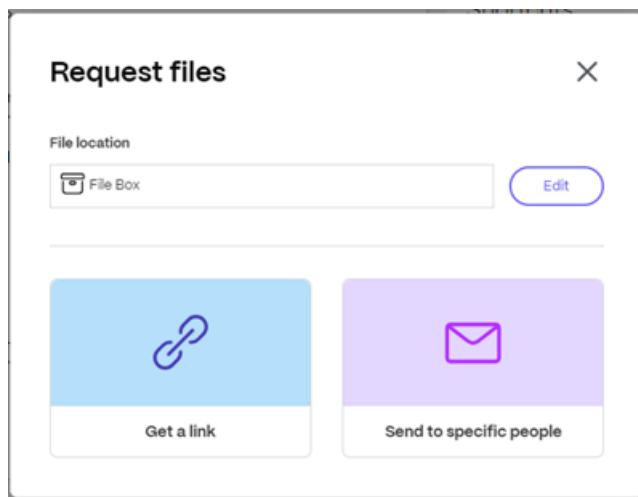 Request files
File location
File Box
Edit
Get a link
Send to specific people